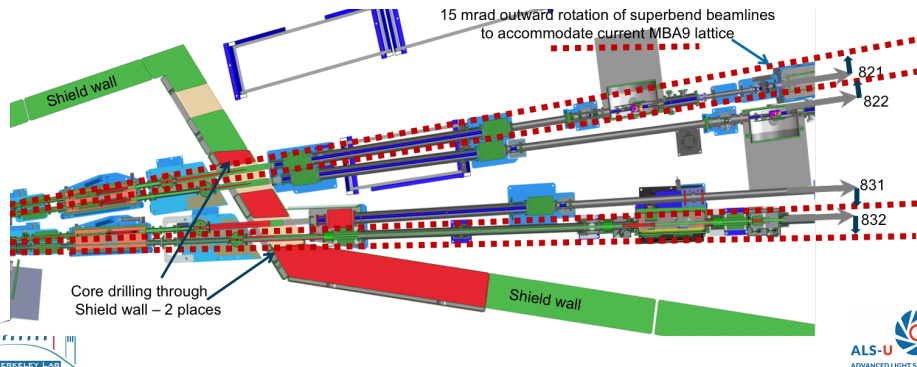 15 mrad outward rotation of superbend beamlines
to accommodate current MBA9 lattice
Shield wall
821
822
831
832
Core drilling through
Shield wall – 2 places
Shield wall
ALS-U